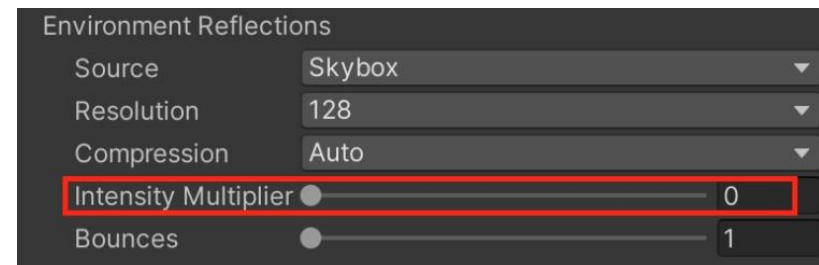 Environment Reflections
Source Skybox
Resolution 128
Compression Auto
Intensity Multiplier 0
Bounces 1